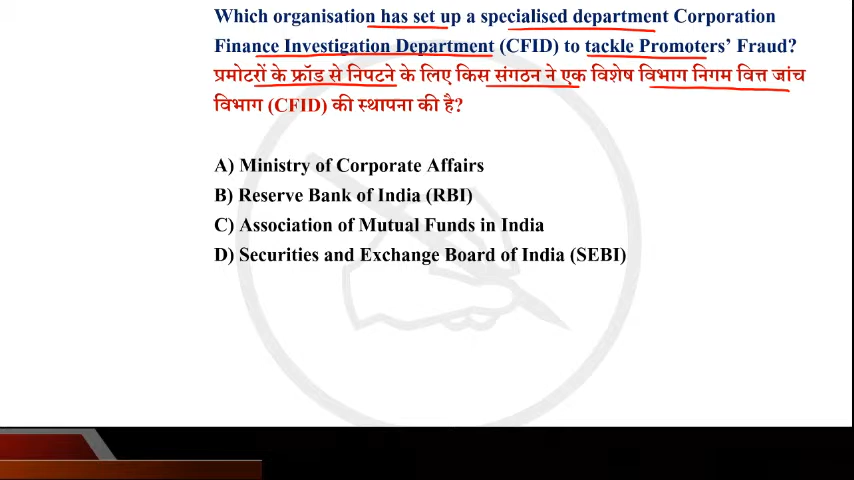 Which organisation has set up a specialised department Corporation
Finance Investigation Department (CFID) to tackle Promoters' Fraud?
प्रमोटरों के फ्रॉड से निपटने के लिए किस संगठन ने एक विशेष विभाग निगम वित्त जांच
विभाग (CFID) की स्थापना की है?
A) Ministry of Corporate Affairs
B) Reserve Bank of India (RBI)
C) Association of Mutual Funds in India
D) Securities and Exchange Board of India (SEBI)